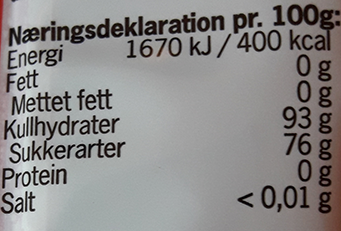 Næringsdeklaration pr. 100g:
Energi 1670 kJ / 400 kcal
Fett 0 g
Mettet fett 0 g
Kullhydrater 93 g
Sukkerarter 76 g
Protein 0 g
Salt < 0,01 g